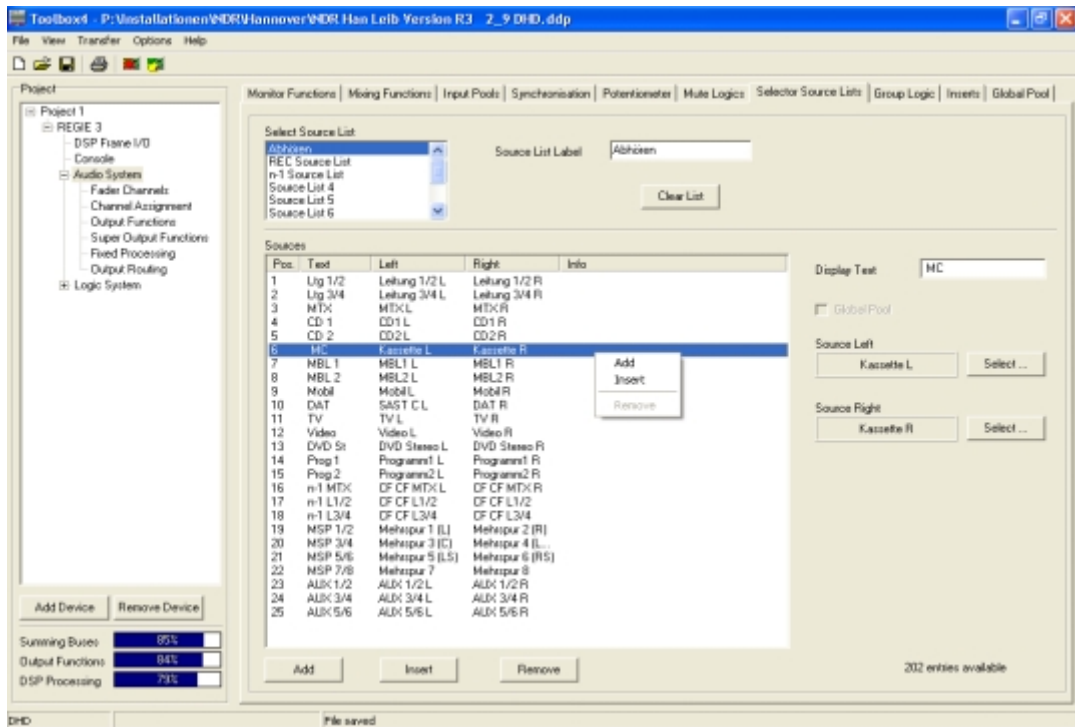 Toolbox4 - P:\Installationen\NDR\Hannover\NDR Han Leib Version R3 2_9 DHD.ddp
File View Transfer Options Help
Project
Project 1
REGIE 3
DSP Frame I/O
Console
Audio System
Fader Channels
Channel Assignment
Output Functions
Super Output Functions
Fixed Processing
Output Routing
Logic System
Add Device Remove Device
Summing Buses 85%
Output Functions 84%
DSP Processing 79%
Monitor Functions Mixing Functions Input Pools Synchronisation Potentiometer Mute Logics Selector Source Lists Group Logic Inserts Global Pool
Select Source List
Abhören
REC Source List
n-1 Source List
Source List 4
Source List 5
Source List 6
Source List Label Abhören
Clear List
Sources
Pos. Text Left Right Info
1 Ltg 1/2 Leitung 1/2 L Leitung 1/2 R
2 Ltg 3/4 Leitung 3/4 L Leitung 3/4 R
3 MTX MTX L MTX R
4 CD 1 CD1 L CD1 R
5 CD 2 CD2 L CD2 R
6 MC Kassette L Kassette R
7 MBL 1 MBL1 L MBL1 R
8 MBL 2 MBL2 L MBL2 R
9 Mobil Mobil L Mobil R
10 DAT SAST C L DAT R
11 TV TV L TV R
12 Video Video L Video R
13 DVD St DVD Stereo L DVD Stereo R
14 Prog 1 Programm1 L Programm1 R
15 Prog 2 Programm2 L Programm2 R
16 n-1 MTX CF CF MTX L CF CF MTX R
17 n-1 L1/2 CF CF L1/2 CF CF L1/2
18 n-1 L3/4 CF CF L3/4 CF CF L3/4
19 MSP 1/2 Mehrspur 1 (L) Mehrspur 2 (R)
20 MSP 3/4 Mehrspur 3 (C) Mehrspur 4 (L...
21 MSP 5/6 Mehrspur 5 (LS) Mehrspur 6 (RS)
22 MSP 7/8 Mehrspur 7 Mehrspur 8
23 AUX 1/2 AUX 1/2 L AUX 1/2 R
24 AUX 3/4 AUX 3/4 L AUX 3/4 R
25 AUX 5/6 AUX 5/6 L AUX 5/6 R
Add
Insert
Remove
Display Text MC
Global Pool
Source Left
Kassette L Select ...
Source Right
Kassette R Select ...
Add Insert Remove
202 entries available
DHD File saved